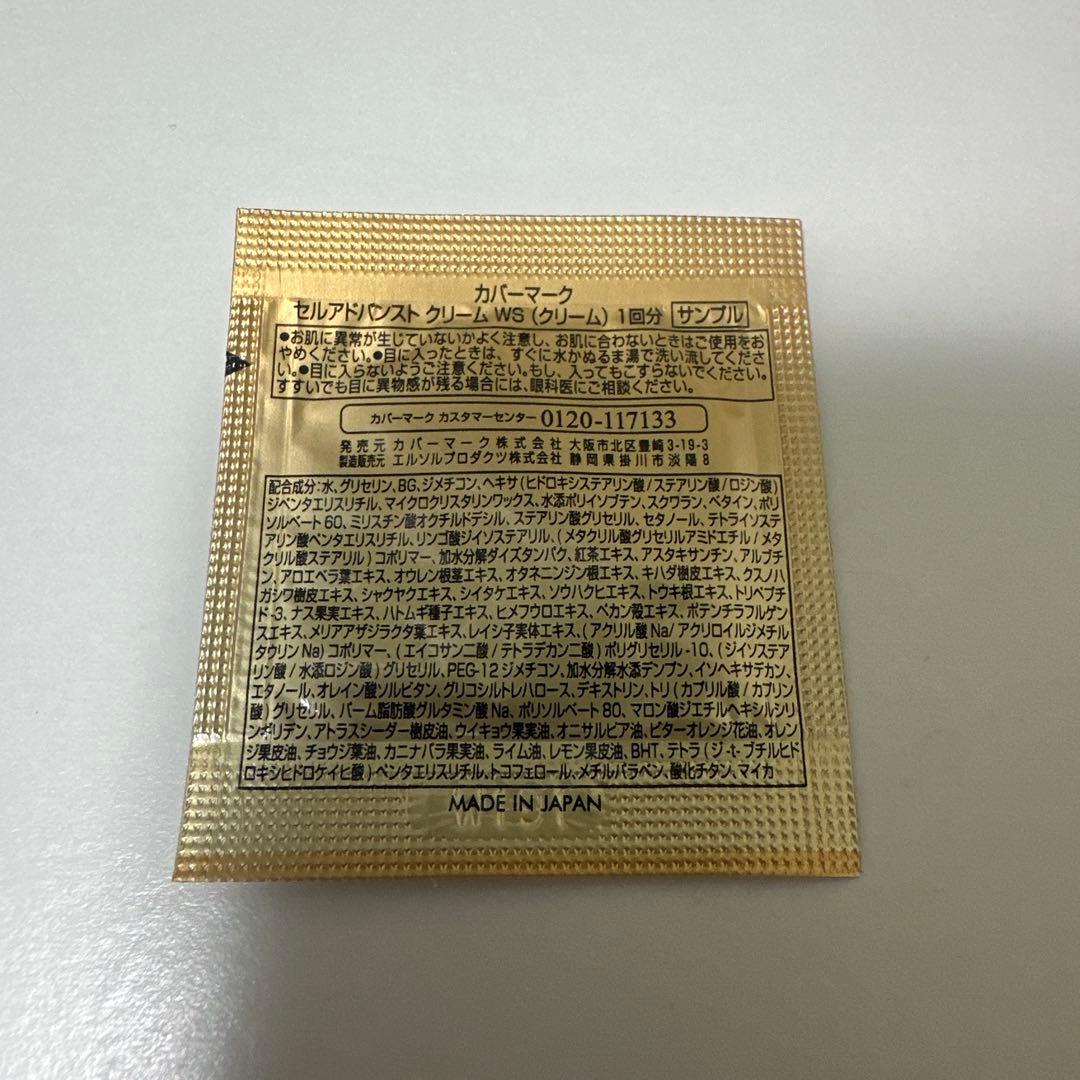 カバーマーク
セルアドバンスト クリーム WS (クリーム) 1回分 サンプル
●お肌に異常が生じていないかよく注意し、お肌に合わないときはご使用をお
やめください。●目に入ったときは、すぐに水かぬるま湯で洗い流してくださ
い。●目に入らないようご注意ください。もし、入ってもこすらないでください。
すすいでも目に異物感が残る場合には、眼科医にご相談ください。
カバーマーク カスタマーセンター 0120-117133
発売元 カバーマーク株式会社 大阪市北区豊崎3-19-3
製造販売元 エルソルプロダクツ株式会社 静岡県掛川市淡陽8
配合成分:水、グリセリン、BG、ジメチコン、ヘキサ(ヒドロキシステアリン酸/ステアリン酸/ロジン酸)
ジペンタエリスリチル、マイクロクリスタリンワックス、水添ポリイソブテン、スクワラン、ベタイン、ポリ
ソルベート60、ミリスチン酸オクチルドデシル、ステアリン酸グリセリル、セタノール、テトライソステ
アリン酸ペンタエリスリチル、リンゴ酸ジイソステアリル、(メタクリル酸グリセリルアミドエチル/メタ
クリル酸ステアリル)コポリマー、加水分解ダイズタンパク、紅茶エキス、アスタキサンチン、アルブチ
ン、アロエベラ葉エキス、オウレン根茎エキス、オタネニンジン根エキス、キハダ樹皮エキス、クスノハ
ガシワ樹皮エキス、シャクヤクエキス、シイタケエキス、ソウハクヒエキス、トウキ根エキス、トリペプチ
ド-3、ナス果実エキス、ハトムギ種子エキス、ヒメフウロエキス、ペカン殻エキス、ポテンチラフルゲン
スエキス、メリアアザジラクタ葉エキス、レイシ子実体エキス、(アクリル酸Na/アクリロイルジメチル
タウリンNa)コポリマー、(エイコサン二酸/テトラデカン二酸)ポリグリセリル-10、(ジイソステア
リン酸/水添ロジン酸)グリセリル、PEG-12ジメチコン、加水分解水添デンプン、イソヘキサデカン、
エタノール、オレイン酸ソルビタン、グリコシルトレハロース、デキストリン、トリ(カプリル酸/カプリン
酸)グリセリル、パーム脂肪酸グルタミン酸Na、ポリソルベート80、マロン酸ジエチルヘキシルシリ
ンギリデン、アトラスシーダー樹皮油、ウイキョウ果実油、オニサルビア油、ビターオレンジ花油、オレン
ジ果皮油、チョウジ葉油、カニナバラ果実油、ライム油、レモン果皮油、BHT、テトラ(ジ-t-ブチルヒド
ロキシヒドロケイヒ酸)ペンタエリスリチル、トコフェロール、メチルパラベン、酸化チタン、マイカ
MADE IN JAPAN